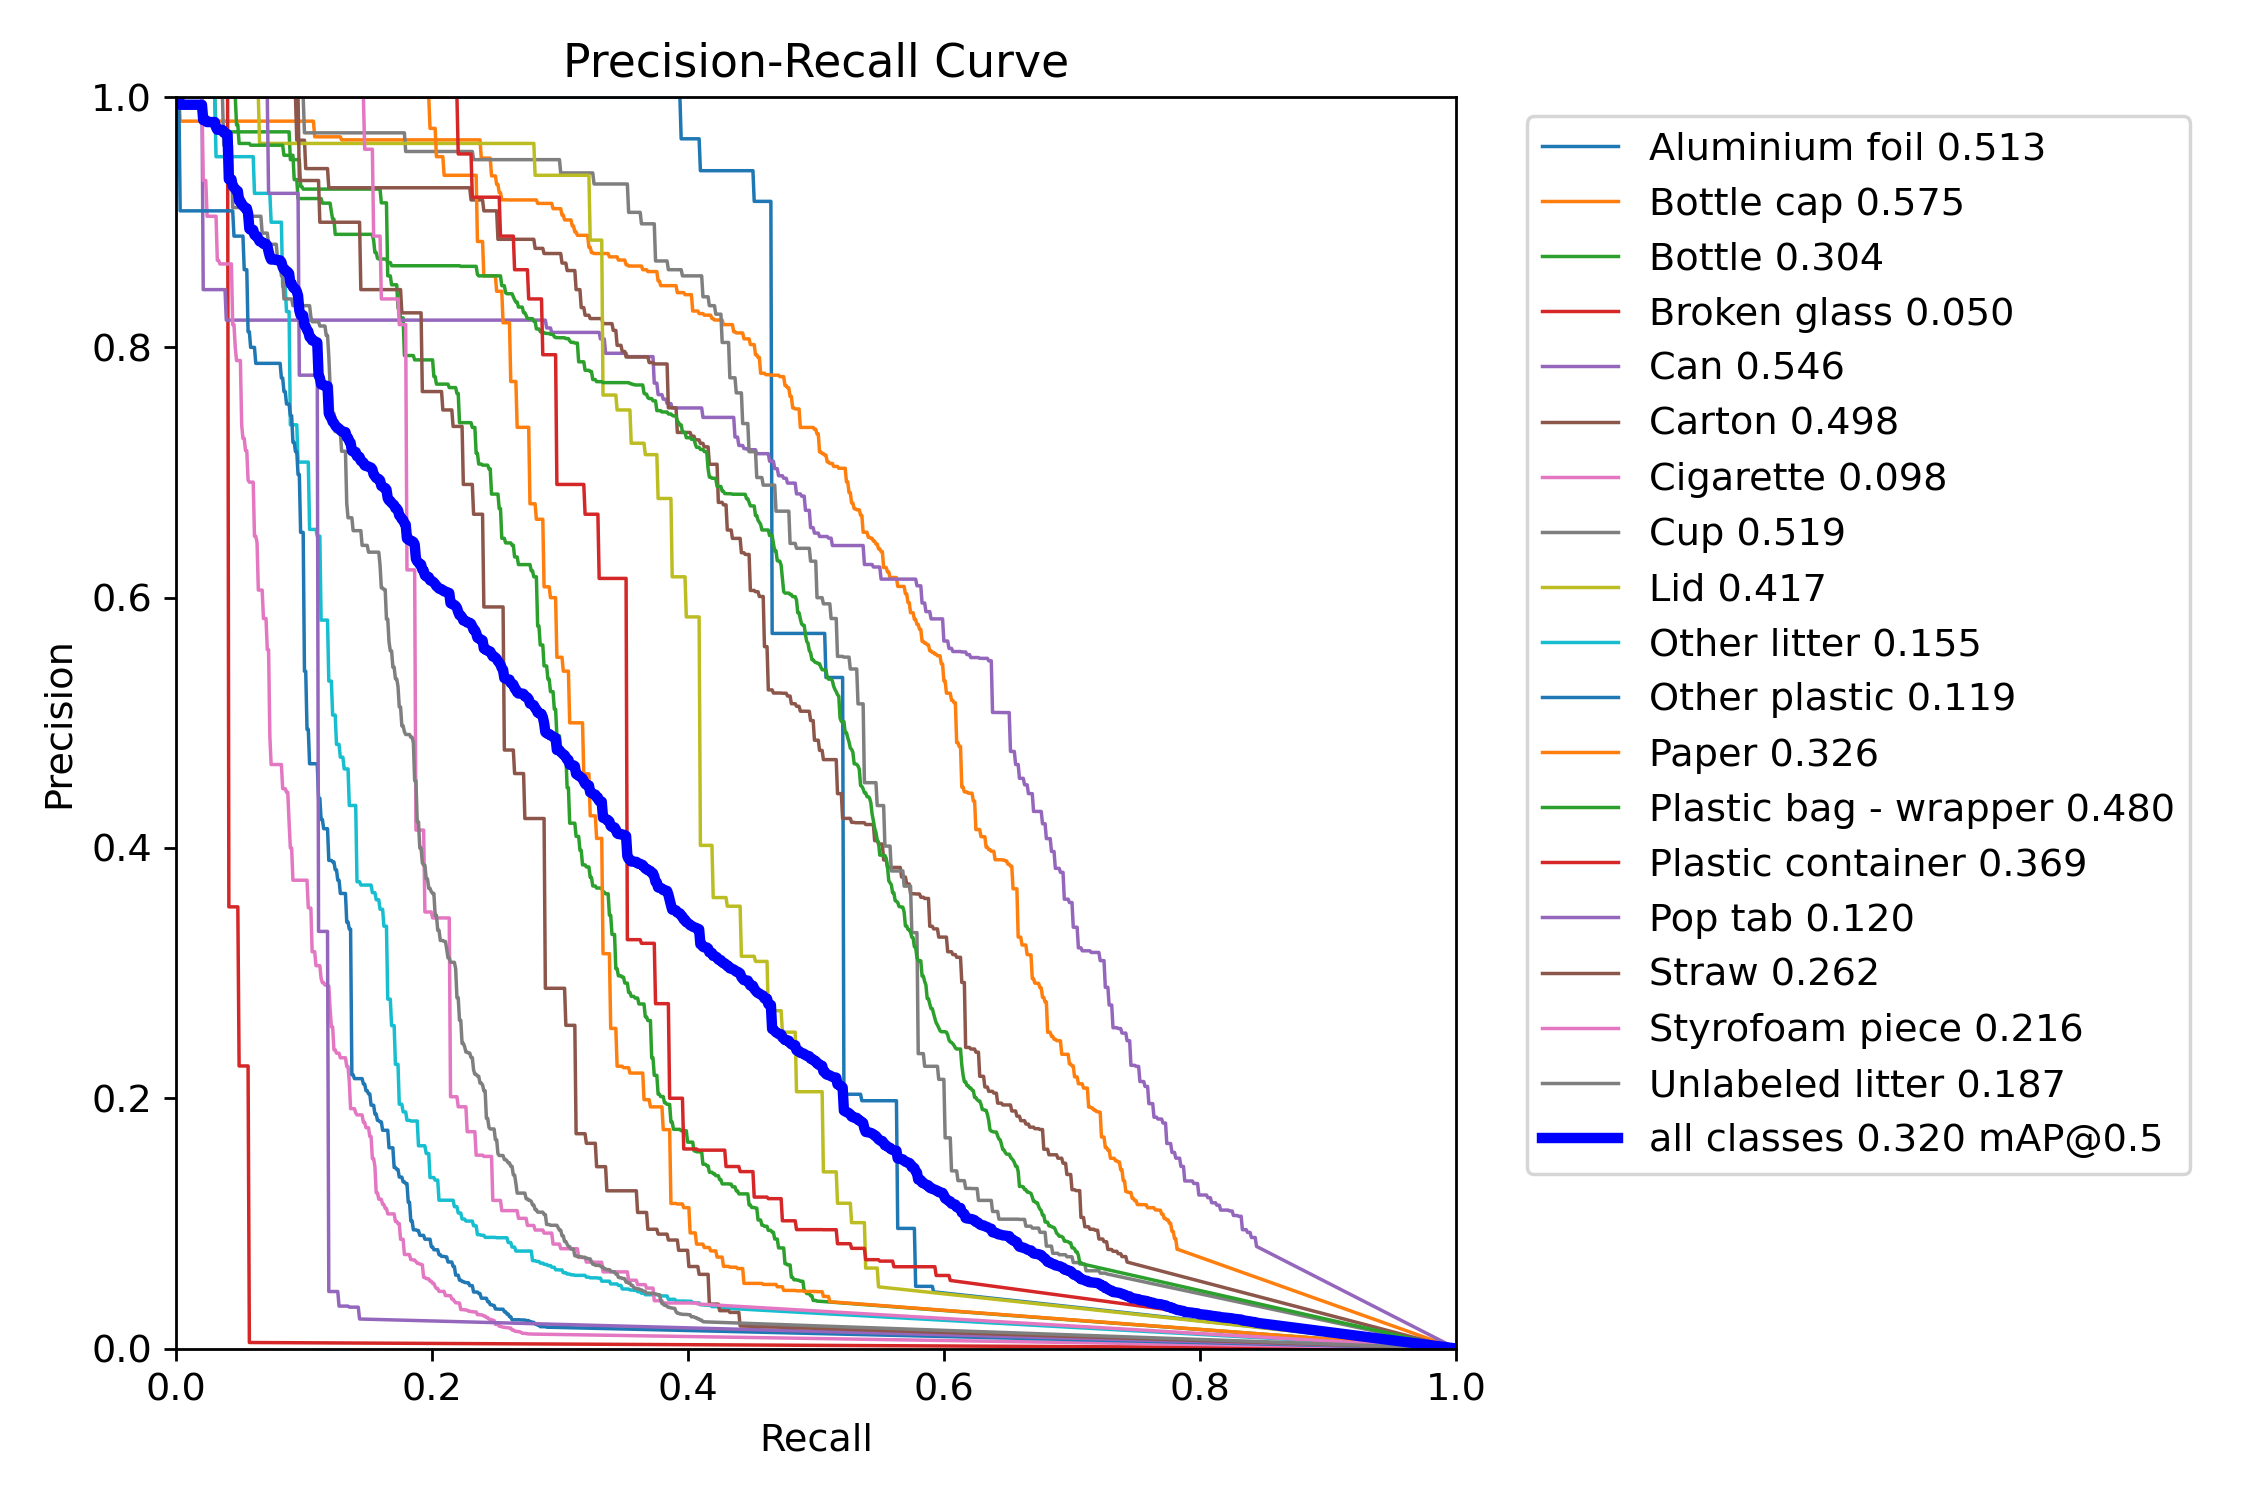 Precision-Recall Curve
1.0
0.8
0.6
0.4
0.2
0.0
Precision
0.0 0.2 0.4 0.6 0.8 1.0
Recall
Aluminium foil 0.513
Bottle cap 0.575
Bottle 0.304
Broken glass 0.050
Can 0.546
Carton 0.498
Cigarette 0.098
Cup 0.519
Lid 0.417
Other litter 0.155
Other plastic 0.119
Paper 0.326
Plastic bag - wrapper 0.480
Plastic container 0.369
Pop tab 0.120
Straw 0.262
Styrofoam piece 0.216
Unlabeled litter 0.187
all classes 0.320 mAP@0.5